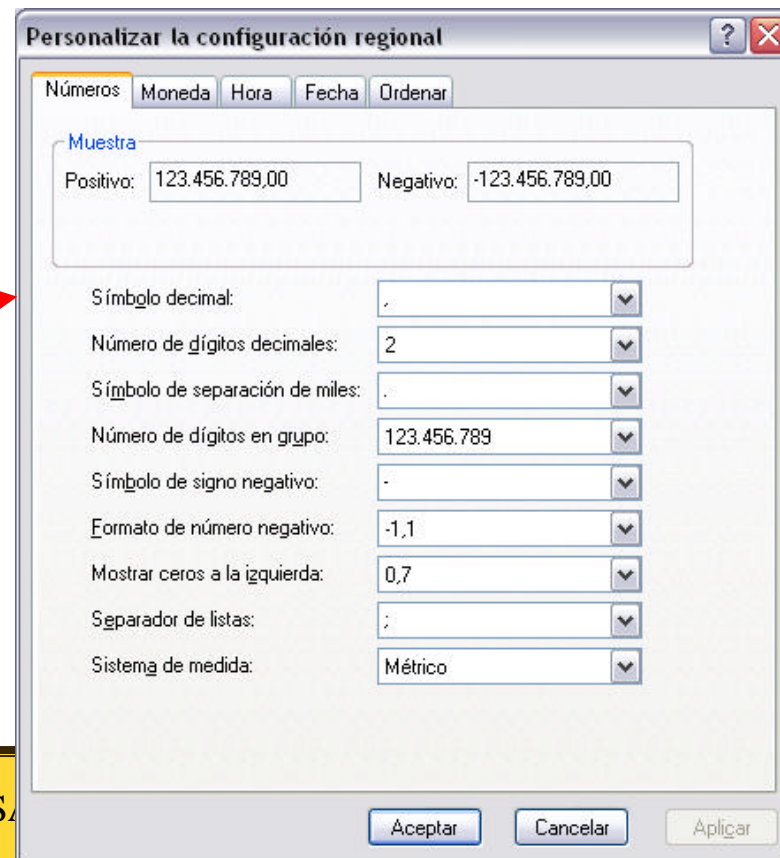 Personalizar la configuración regional
Números Moneda Hora Fecha Ordenar
Muestra
Positivo: 123.456.789,00 Negativo: -123.456.789,00
Símbolo decimal: ,
Número de dígitos decimales: 2
Símbolo de separación de miles: .
Número de dígitos en grupo: 123.456.789
Símbolo de signo negativo: -
Formato de número negativo: -1,1
Mostrar ceros a la izquierda: 0,7
Separador de listas: ;
Sistema de medida: Métrico
Aceptar Cancelar Aplicar